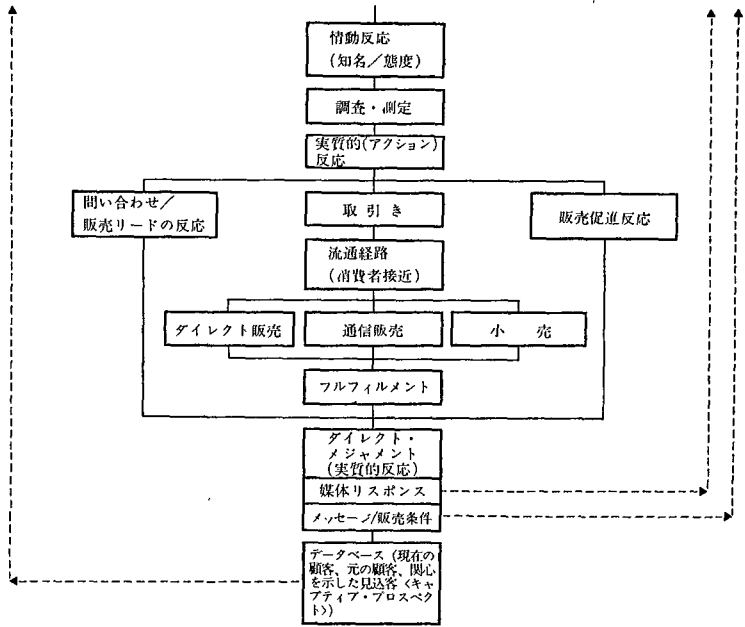 情動反応
(知名/態度)
調査・測定
実質的(アクション)
反応
問い合わせ/
販売リードの反応
取引き
販売促進反応
流通経路
(消費者接近)
ダイレクト販売
通信販売
小 売
フルフィルメント
ダイレクト・
メジャメント
(実質的反応)
媒体リスポンス
メッセージ/販売条件
データベース(現在の
顧客、元の顧客、関心
を示した見込客〈キャ
プティブ・プロスペク
ト〉)